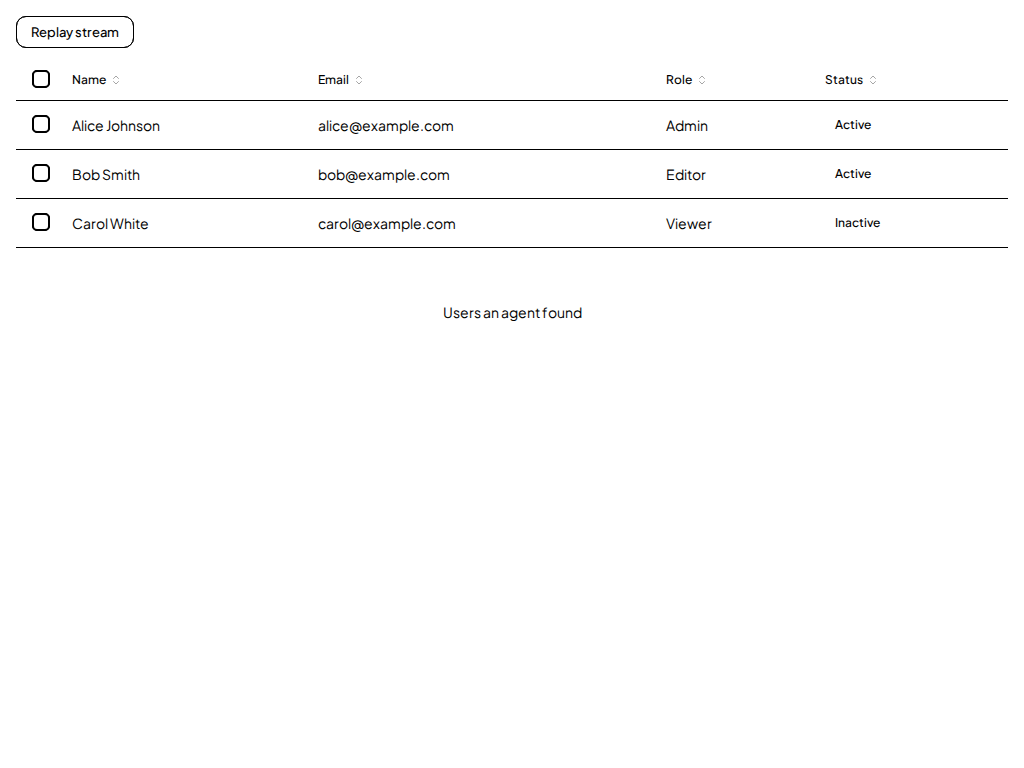 Replay stream
Name Email Role Status
Alice Johnson alice@example.com Admin Active
Bob Smith bob@example.com Editor Active
Carol White carol@example.com Viewer Inactive
Users an agent found